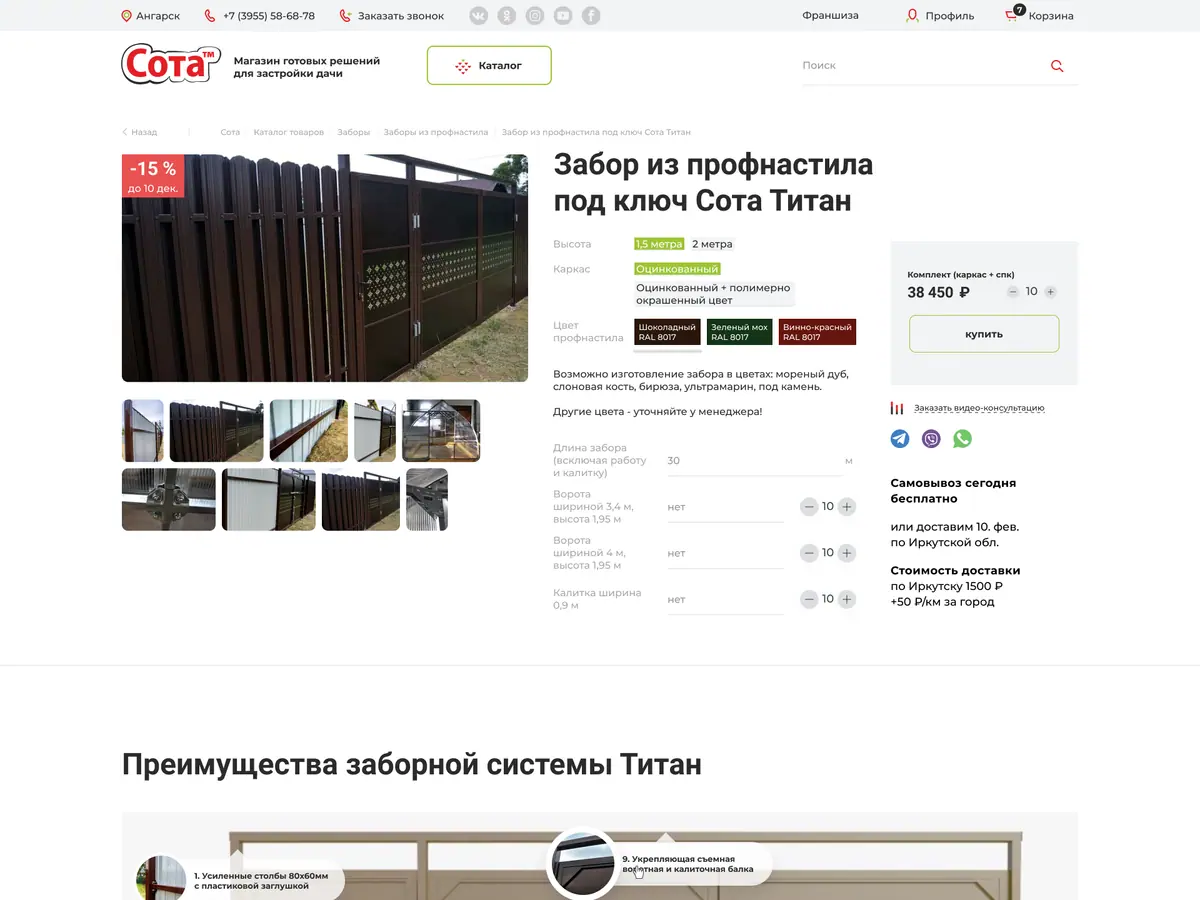 Ангарск
+7 (3955) 58-68-78
Заказать звонок
Франшиза
Профиль
7
Корзина
Сота™
Магазин готовых решений
для застройки дачи
Каталог
Поиск
Назад
Сота
Каталог товаров
Заборы
Заборы из профнастила
Забор из профнастила под ключ Сота Титан
-15 %
до 10 дек.
Забор из профнастила
под ключ Сота Титан
Высота
1,5 метра
2 метра
Каркас
Оцинкованный
Оцинкованный + полимерно
окрашенный цвет
Цвет
профнастила
Шоколадный
RAL 8017
Зеленый мох
RAL 8017
Винно-красный
RAL 8017
Возможно изготовление забора в цветах: мореный дуб,
слоновая кость, бирюза, ультрамарин, под камень.
Другие цвета - уточняйте у менеджера!
Длина забора
(включая работу
и калитку)
30
м
Ворота
шириной 3,4 м,
высота 1,95 м
нет
10
Ворота
шириной 4 м,
высота 1,95 м
нет
10
Калитка ширина
0,9 м
нет
10
Комплект (каркас + спк)
38 450 ₽
10
купить
Заказать видео-консультацию
Самовывоз сегодня
бесплатно
или доставим 10. фев.
по Иркутской обл.
Стоимость доставки
по Иркутску 1500 ₽
+50 ₽/км за город
Преимущества заборной системы Титан
1. Усиленные столбы 80х60мм
с пластиковой заглушкой
9. Укрепляющая съемная
воротная и калиточная балка